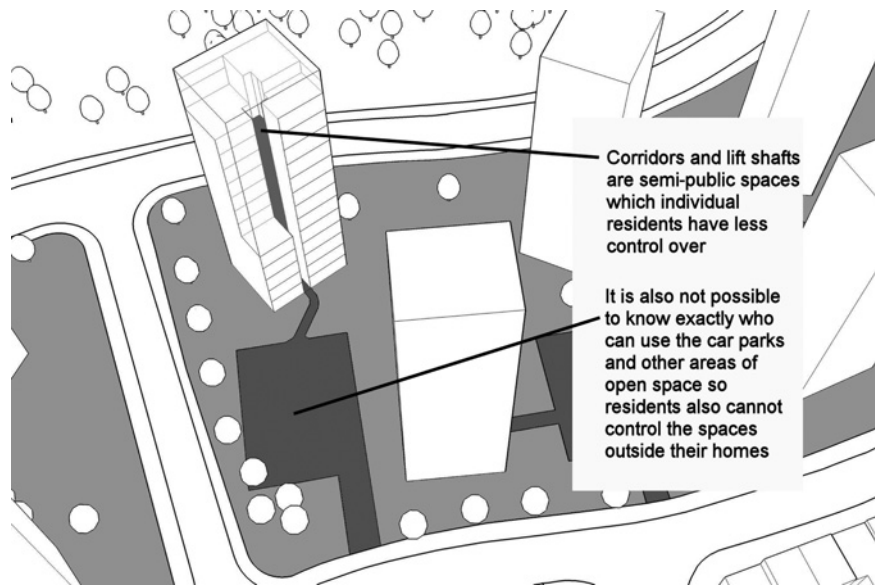 Corridors and lift shafts
are semi-public spaces
which individual
residents have less
control over
It is also not possible
to know exactly who
can use the car parks
and other areas of
open space so
residents also cannot
control the spaces
outside their homes